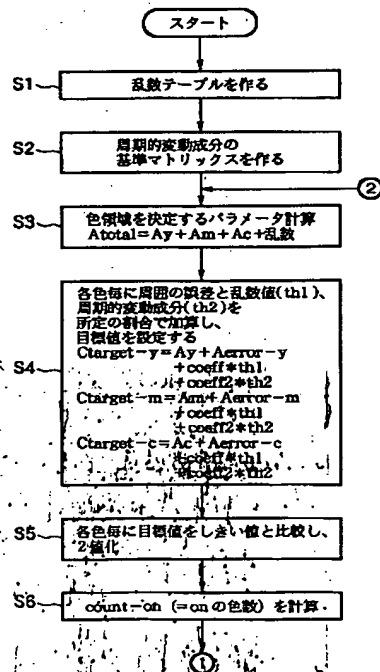 スタート
S1 乱数テーブルを作る
S2 周期的変動成分の
基準マトリックスを作る
②
S3 色領域を決定するパラメータ計算
Atotal=Ay+Am+Ac+乱数
S4 各色毎に周囲の誤差と乱数値(th1)、
周期的変動成分(th2)を
所定の割合で加算し、
目標値を設定する
Ctarget-y=Ay+Aerror-y
+coeff*th1
+coeff2*th2
Ctarget-m=Am+Aerror-m
+coeff*th1
+coeff2*th2
Ctarget-c=Ac+Aerror-c
+coeff*th1
+coeff2*th2
S5 各色毎に目標値をしきい値と比較し、
2値化
S6 count-on (=onの色数) を計算.
①